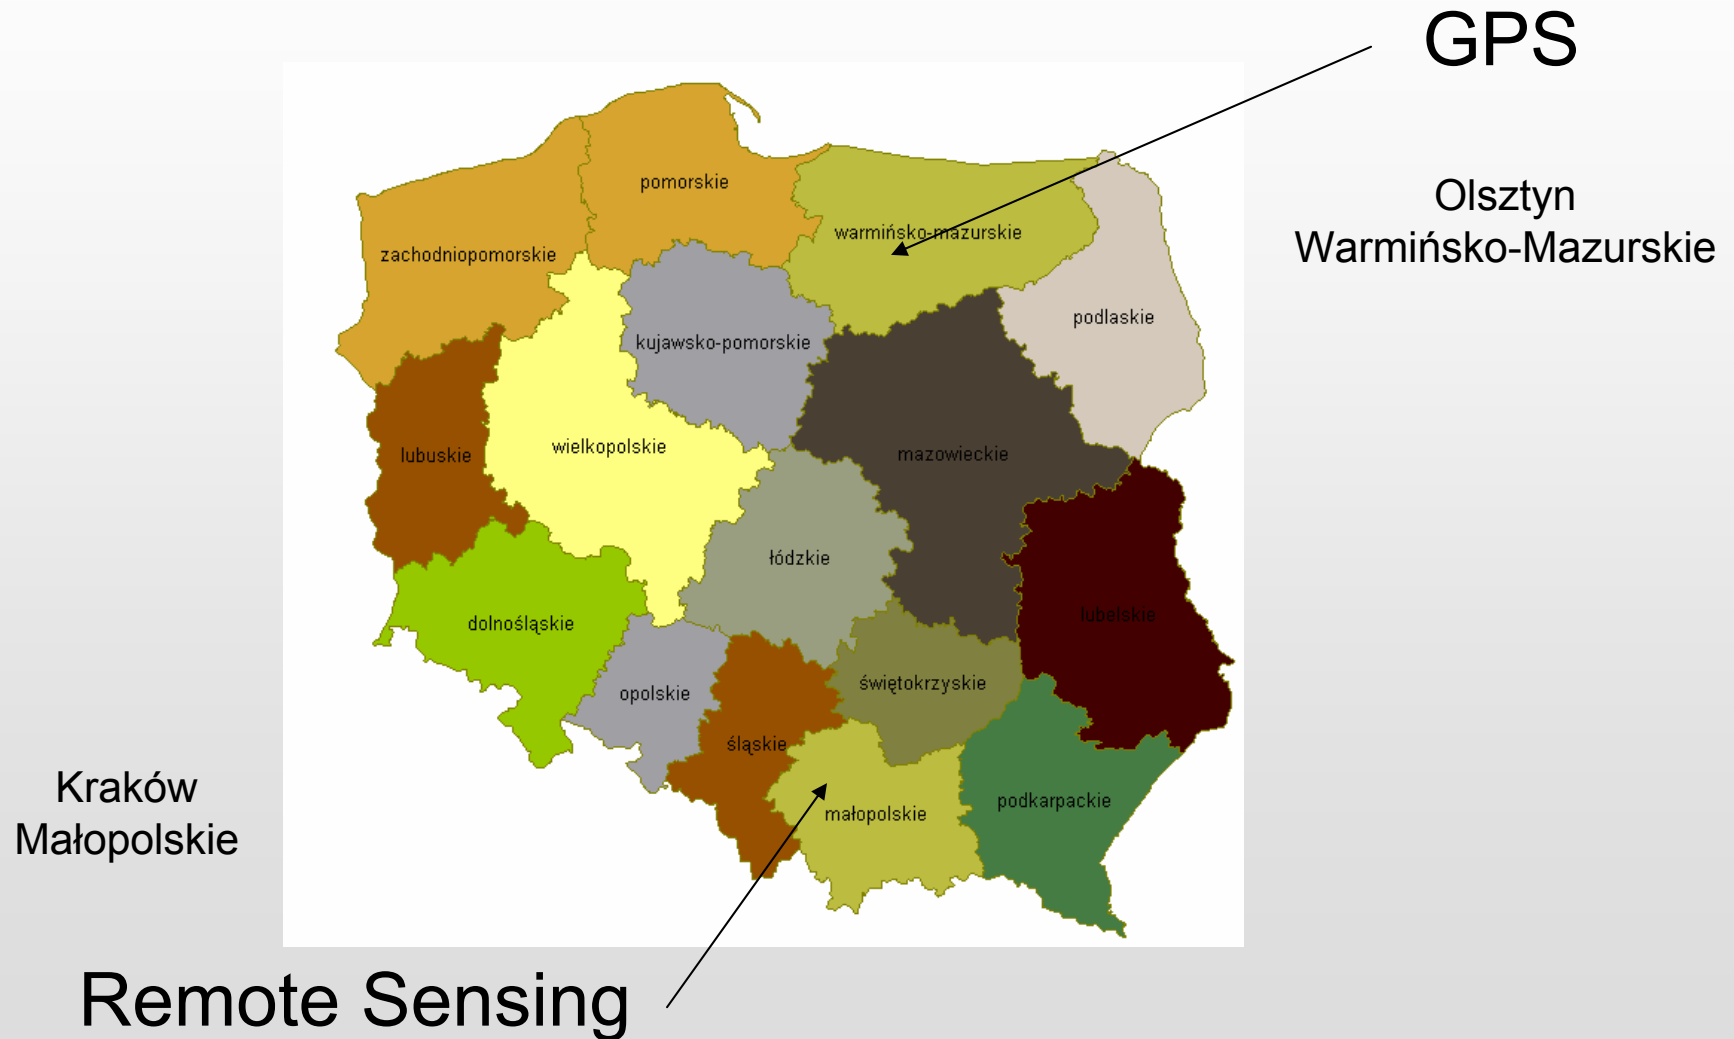 GPS
Olsztyn
Warmińsko-Mazurskie
pomorskie
warmińsko-mazurskie
zachodniopomorskie
podlaskie
kujawsko-pomorskie
wielkopolskie
lubuskie
mazowieckie
łódzkie
lubelskie
dolnośląskie
świętokrzyskie
opolskie
śląskie
małopolskie
podkarpackie
Kraków
Małopolskie
Remote Sensing